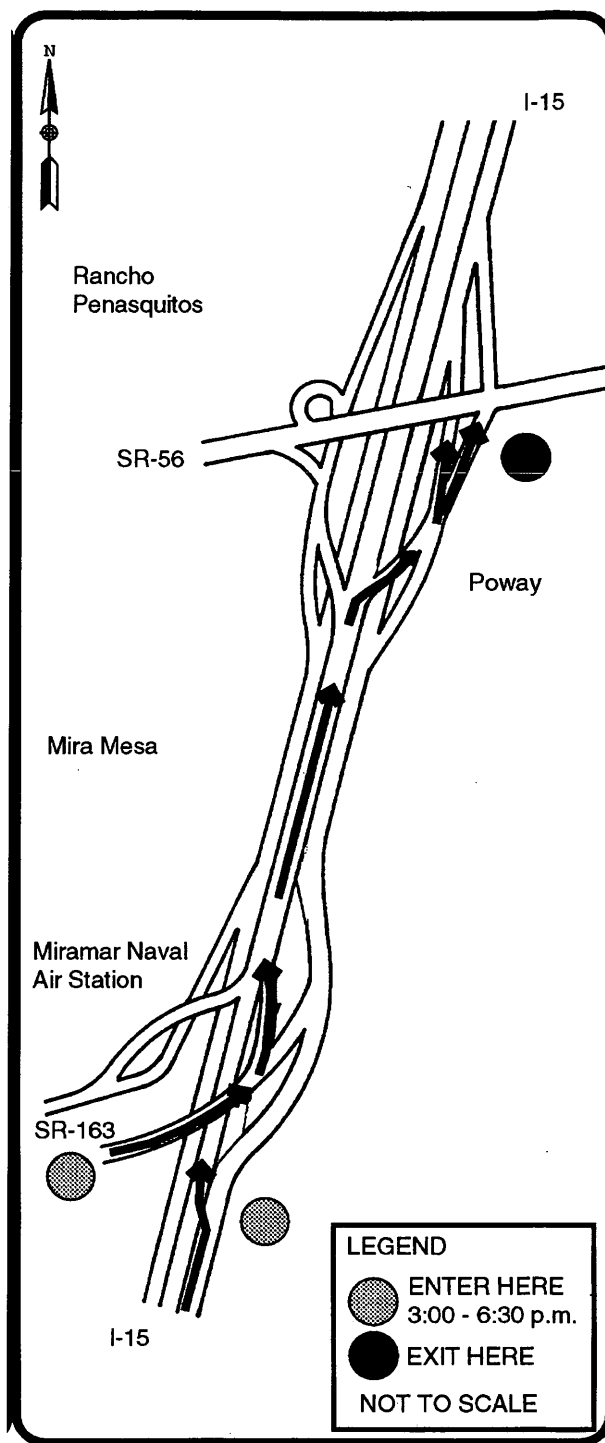 N
I-15
Rancho
Penasquitos
SR-56
Poway
Mira Mesa
Miramar Naval
Air Station
SR-163
I-15
LEGEND
ENTER HERE
3:00 - 6:30 p.m.
EXIT HERE
NOT TO SCALE